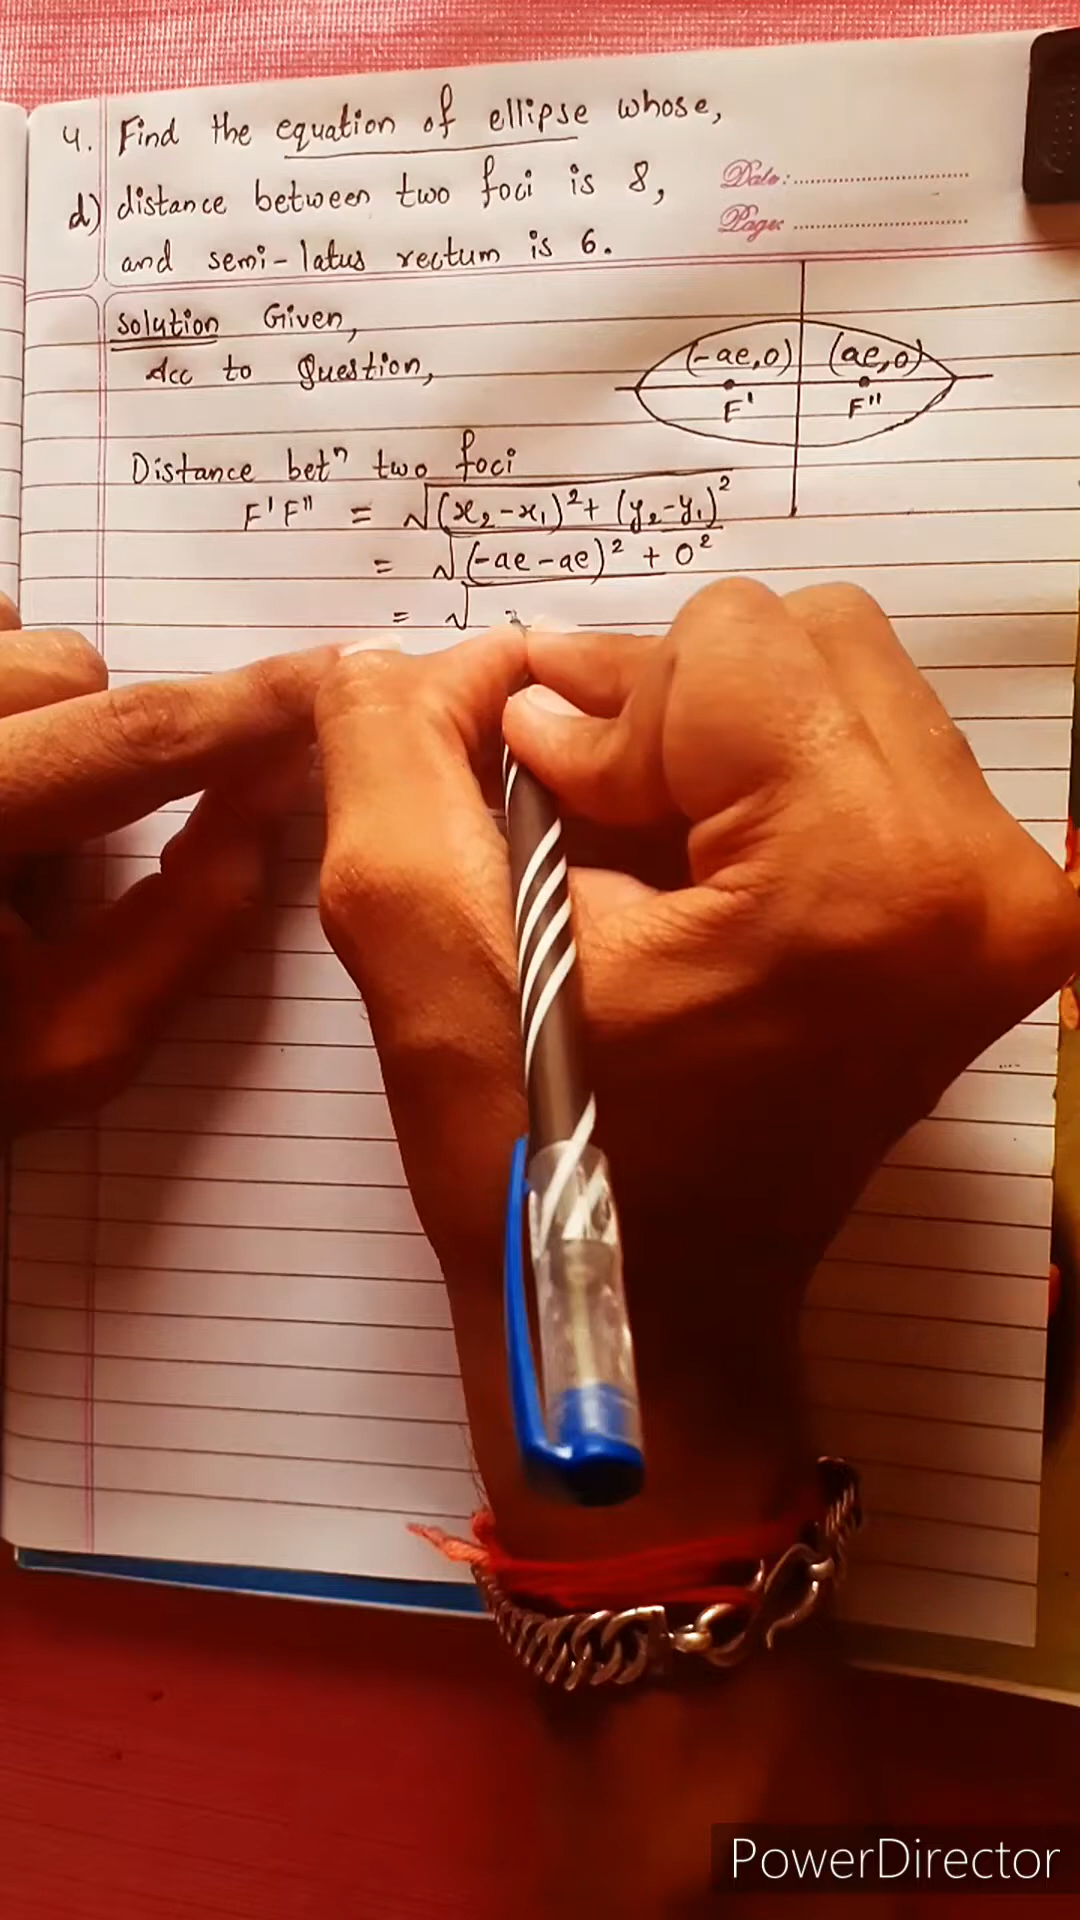 4. Find the equation of ellipse whose,
d) distance between two foci is 8,
and semi-latus rectum is 6.
Date:
Page:
Solution Given,
Acc to Question,
(-ae,0) (ae,0)
F' F"
Distance betⁿ two foci
F'F" = √(x₂-x₁)²+(y₂-y₁)²
= √(-ae-ae)² + 0²
= √
PowerDirector